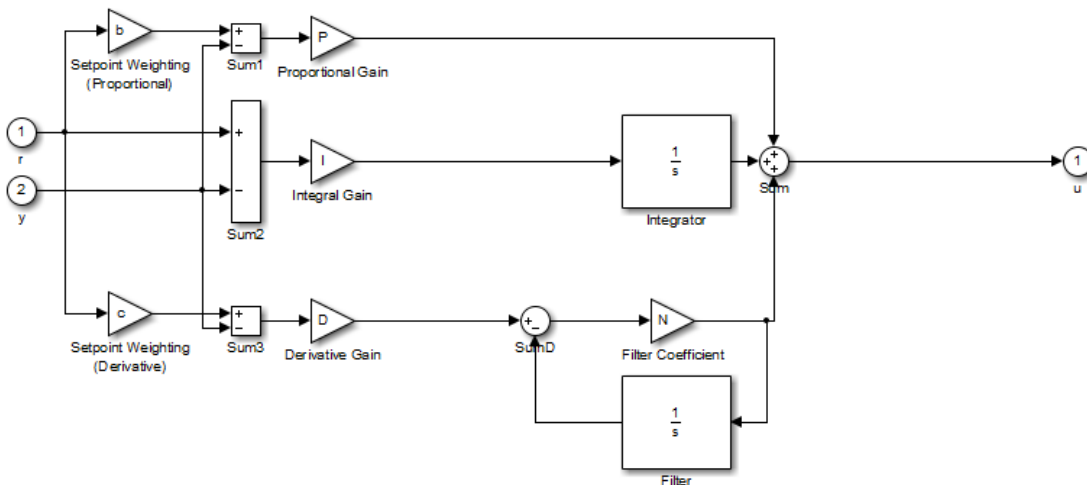 b
+
−
Sum1
P
Setpoint Weighting
(Proportional)
Proportional Gain
1
r
2
y
+
−
Sum2
I
Integral Gain
1
s
Integrator
+
+
+
Sum
1
u
c
Setpoint Weighting
(Derivative)
+
−
Sum3
D
Derivative Gain
+
−
SumD
N
Filter Coefficient
1
s
Filter